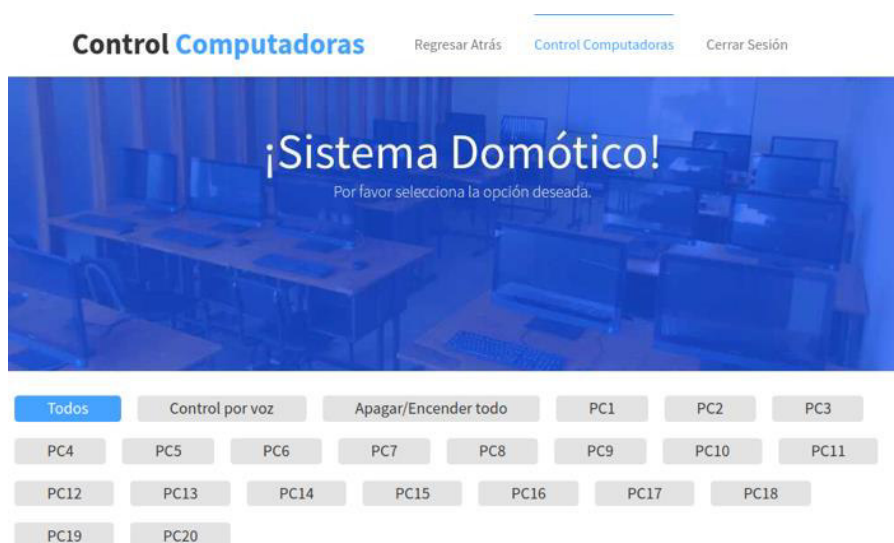 Control Computadoras Regresar Atrás Control Computadoras Cerrar Sesión
¡Sistema Domótico!
Por favor selecciona la opción deseada.
Todos Control por voz Apagar/Encender todo PC1 PC2 PC3
PC4 PC5 PC6 PC7 PC8 PC9 PC10 PC11
PC12 PC13 PC14 PC15 PC16 PC17 PC18
PC19 PC20